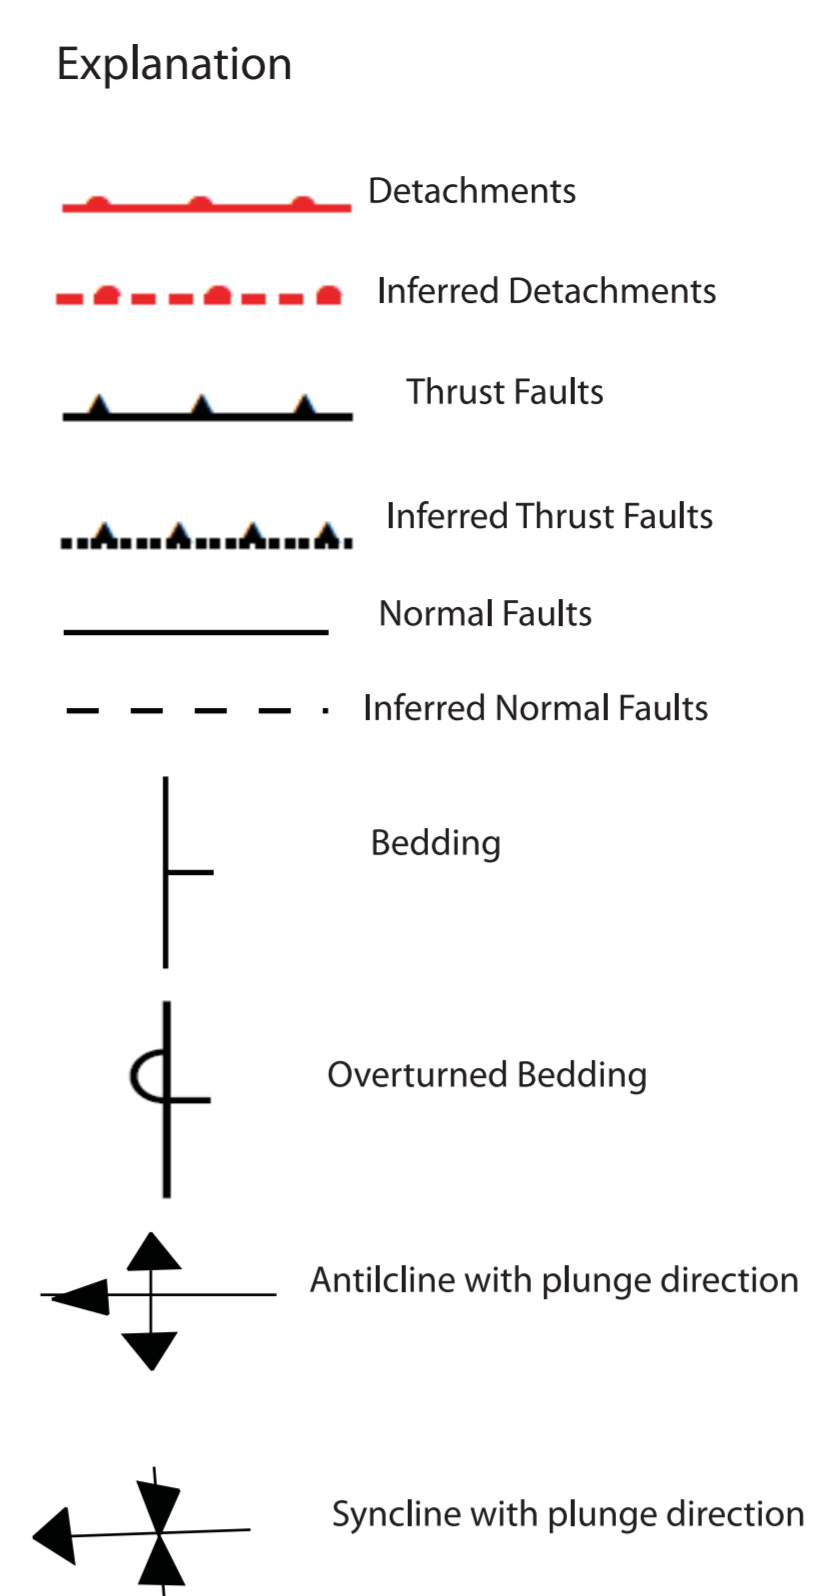 Explanation
Detachments
Inferred Detachments
Thrust Faults
Inferred Thrust Faults
Normal Faults
Inferred Normal Faults
Bedding
Overturned Bedding
Antilcline with plunge direction
Syncline with plunge direction